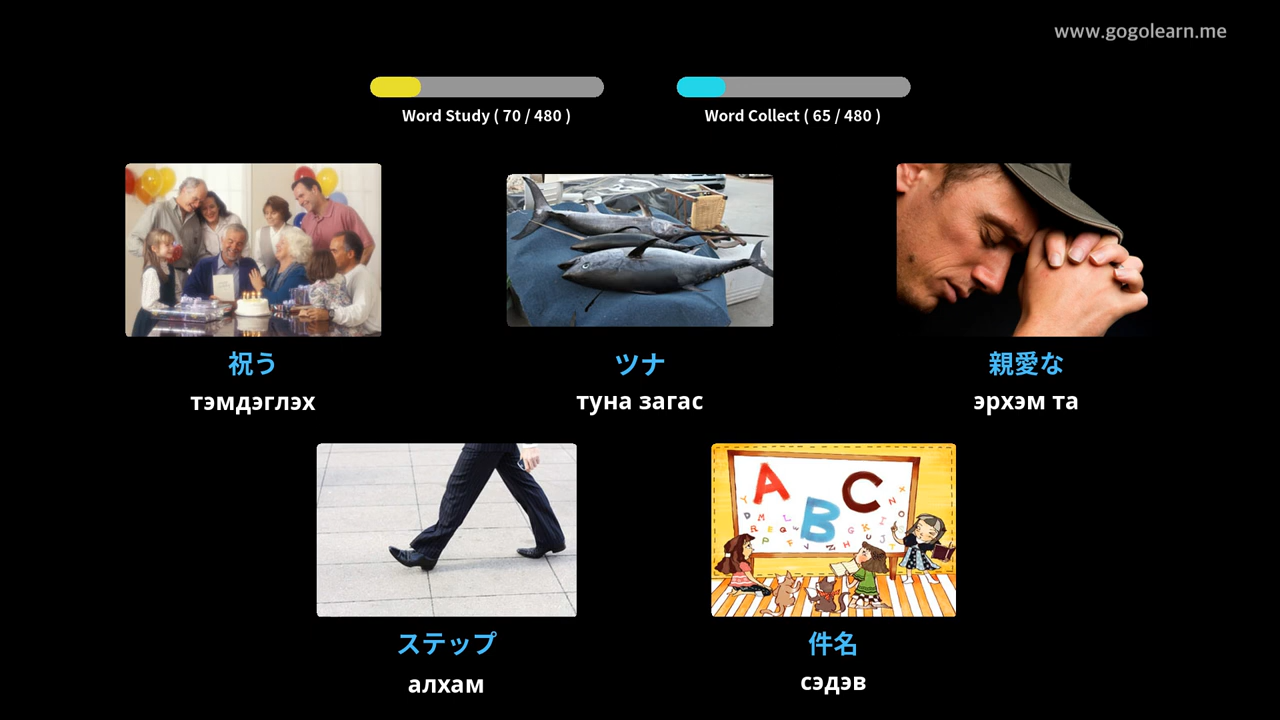 www.gogolearn.me
Word Study ( 70 / 480 )
Word Collect ( 65 / 480 )
祝う
тэмдэглэх
ツナ
туна загас
親愛な
эрхэм та
A B C
ステップ
алхам
件名
сэдэв